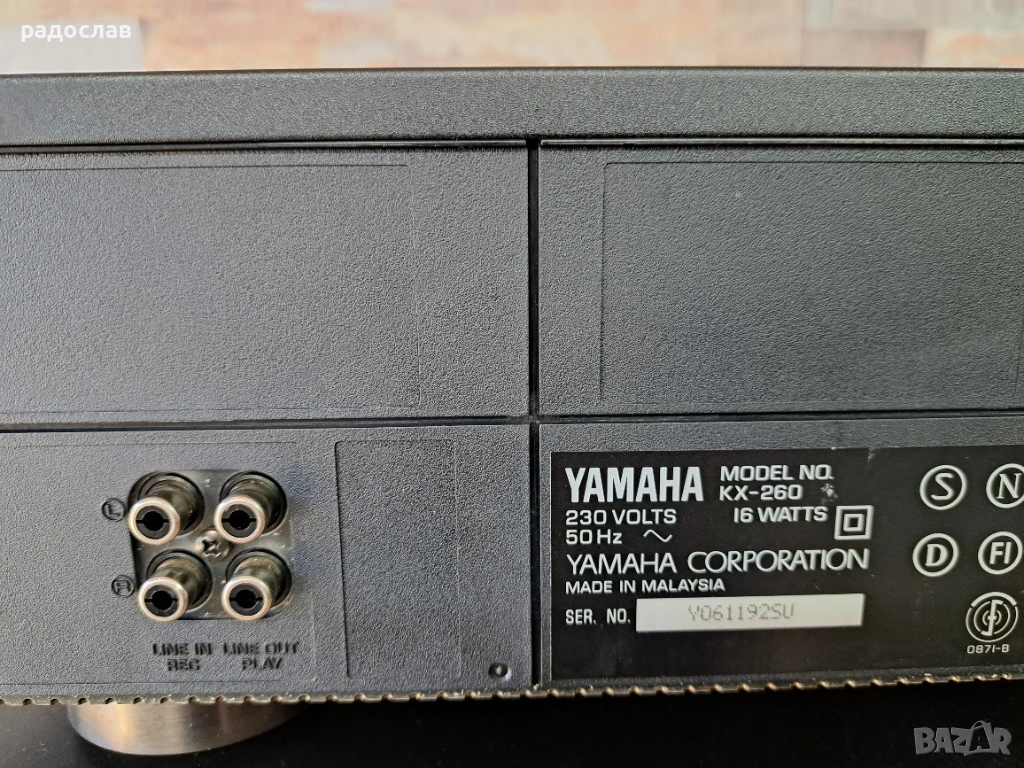 радослав
YAMAHA MODEL NO. KX-260
230 VOLTS 16 WATTS
50 Hz
YAMAHA CORPORATION
MADE IN MALAYSIA
SER. NO. Y061192SU
S N
D FI
0871-B
L
R
LINE IN LINE OUT
REC PLAY
BAZAR